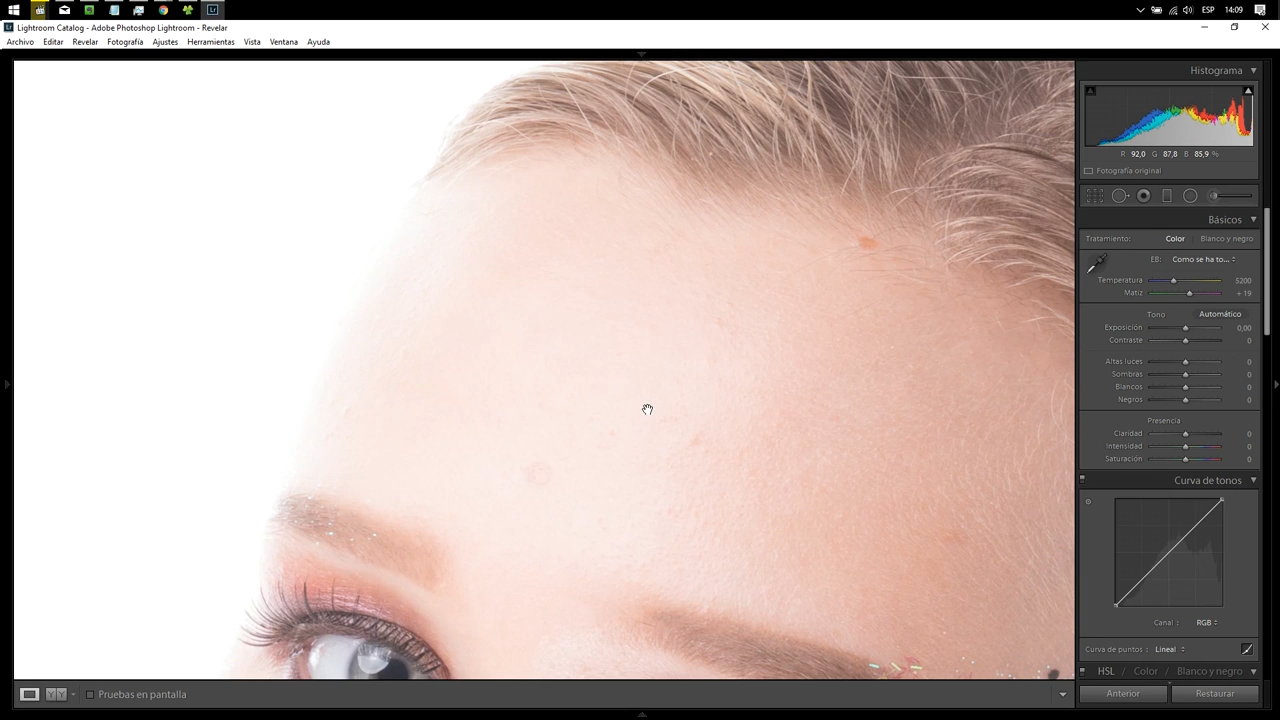 ESP 14:09
Lightroom Catalog - Adobe Photoshop Lightroom - Revelar
Archivo Editar Revelar Fotografía Ajustes Herramientas Vista Ventana Ayuda
Histograma
R 92,0 G 87,8 B 85,9 %
Fotografía original
Básicos
Tratamiento: Color Blanco y negro
EB: Como se ha to...
Temperatura 5200
Matiz + 19
Tono Automático
Exposición 0,00
Contraste 0
Altas luces 0
Sombras 0
Blancos 0
Negros 0
Presencia
Claridad 0
Intensidad 0
Saturación 0
Curva de tonos
Canal : RGB
Curva de puntos : Lineal
HSL / Color / Blanco y negro
YY Pruebas en pantalla
Anterior Restaurar